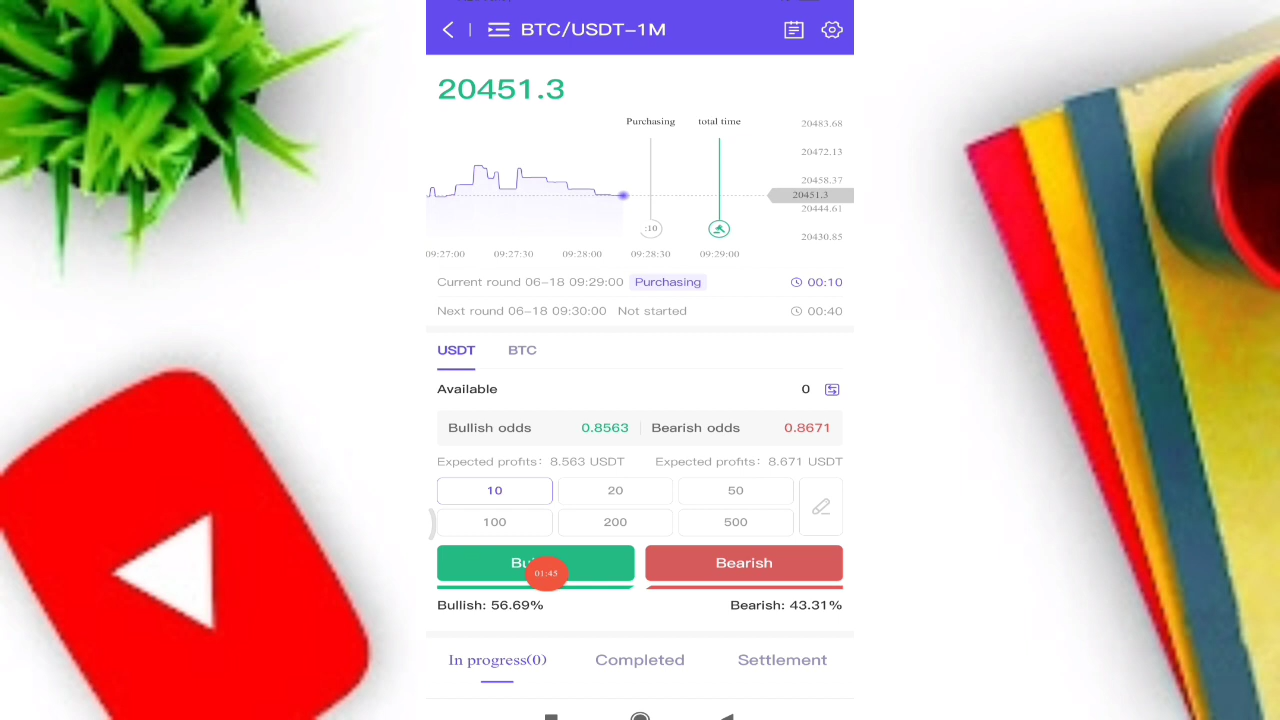 BTC/USDT-1M
20451.3
Purchasing total time
20483.68
20472.13
20458.37
20451.3
20444.61
20430.85
:10
09:27:00 09:27:30 09:28:00 09:28:30 09:29:00
Current round 06-18 09:29:00 Purchasing 00:10
Next round 06-18 09:30:00 Not started 00:40
USDT BTC
Available 0
Bullish odds 0.8563 Bearish odds 0.8671
Expected profits: 8.563 USDT Expected profits: 8.671 USDT
10 20 50
100 200 500
Bearish
01:45
Bullish: 56.69% Bearish: 43.31%
In progress(0) Completed Settlement